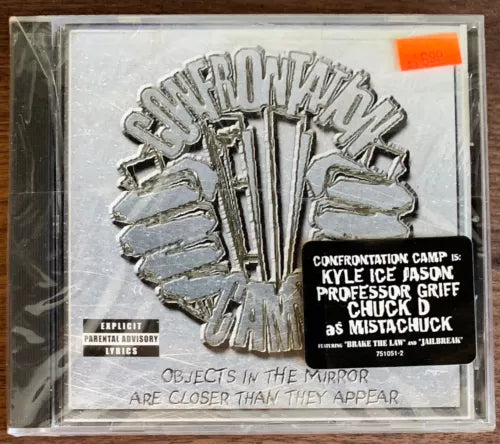 CONFRONTATION
CAMP
CONFRONTATION CAMP IS:
KYLE ICE JASON
PROFESSOR GRIFF
CHUCK D
as MISTACHUCK
FEATURING "BRAKE THE LAW" AND "JAILBREAK"
751051-2
EXPLICIT
PARENTAL ADVISORY
LYRICS
OBJECTS IN THE MIRROR
ARE CLOSER THAN THEY APPEAR